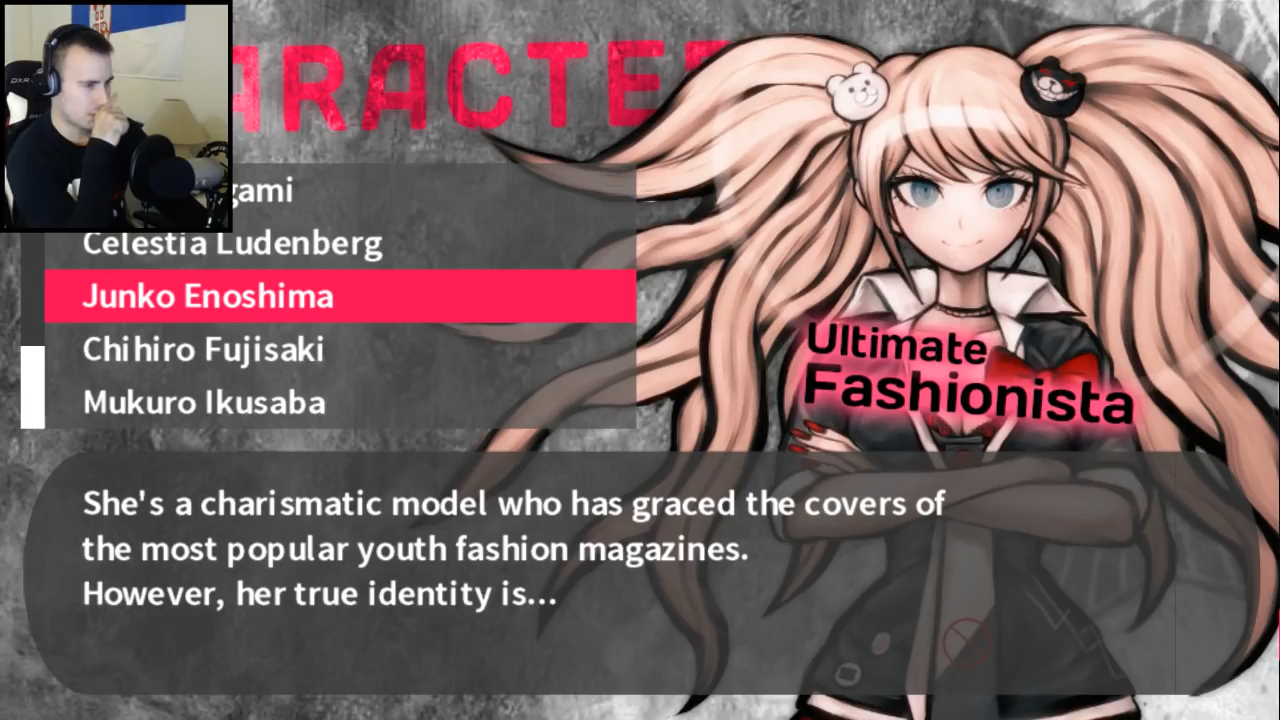 ARACTE
gami
Celestia Ludenberg
Junko Enoshima
Chihiro Fujisaki
Mukuro Ikusaba
Ultimate
Fashionista
She's a charismatic model who has graced the covers of
the most popular youth fashion magazines.
However, her true identity is...